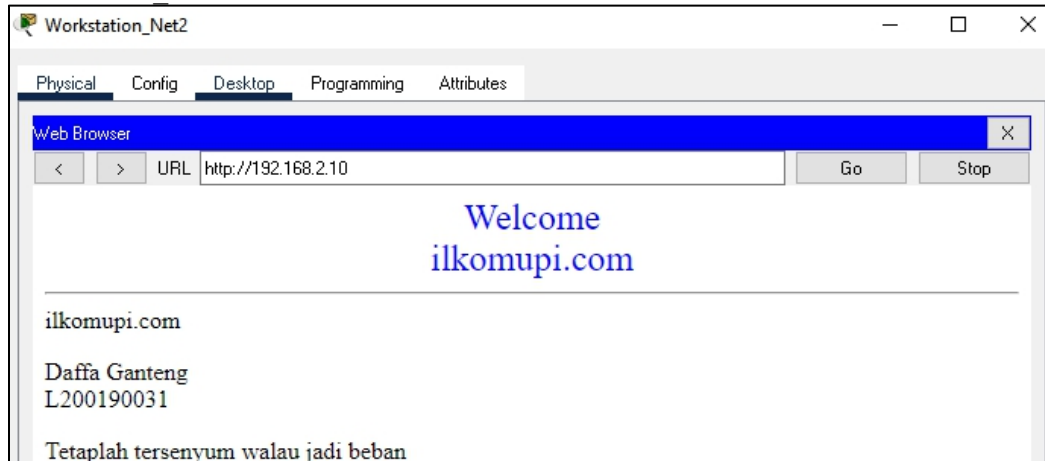 Workstation_Net2
Physical Config Desktop Programming Attributes
Web Browser X
< > URL http://192.168.2.10 Go Stop
Welcome
ilkomupi.com
ilkomupi.com
Daffa Ganteng
L200190031
Tetaplah tersenyum walau jadi beban